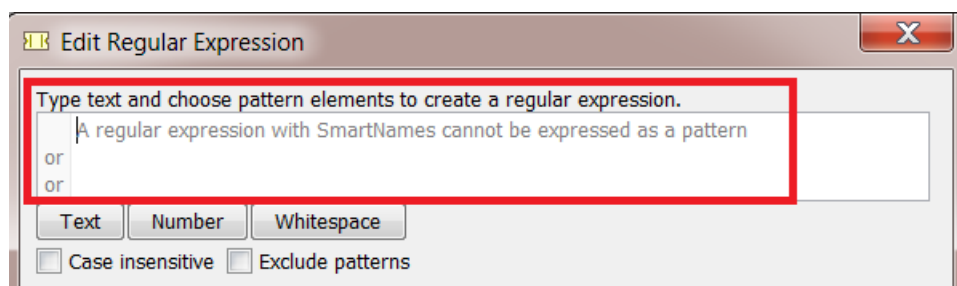 Edit Regular Expression
X
Type text and choose pattern elements to create a regular expression.
A regular expression with SmartNames cannot be expressed as a pattern
or
or
Text Number Whitespace
Case insensitive Exclude patterns